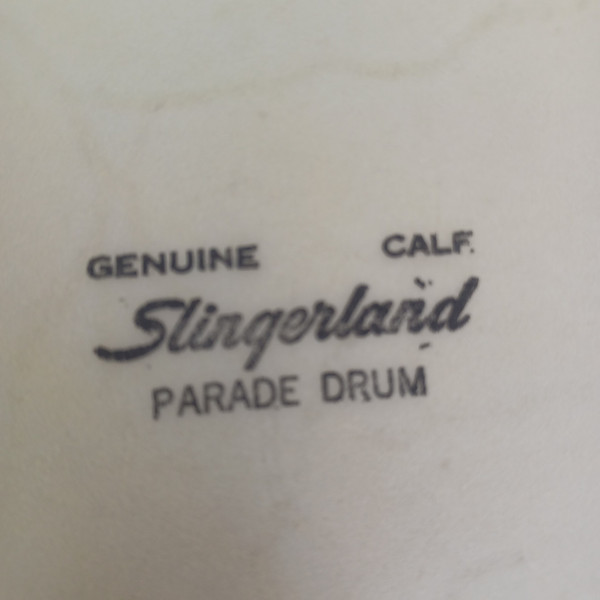 GENUINE CALF
Slingerland
PARADE DRUM